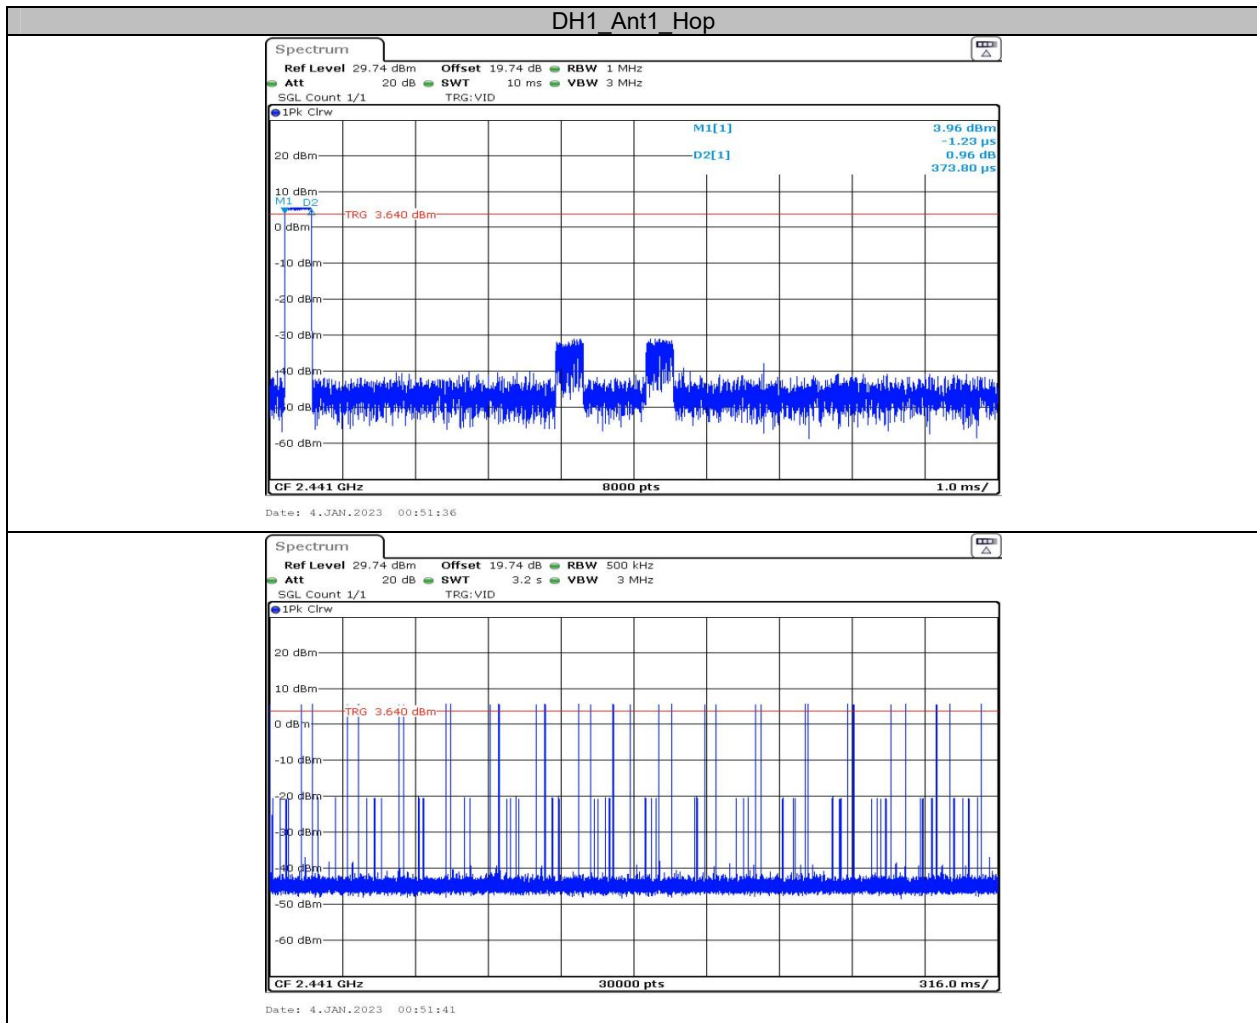 DH1_Ant1_Hop
Spectrum
Ref Level 29.74 dBm Offset 19.74 dB RBW 1 MHz
Att 20 dB SWT 10 ms VBW 3 MHz
SGL Count 1/1 TRG:VID
1Pk Clrw
M1[1] 3.96 dBm
-1.23 µs
20 dBm D2[1] 0.96 dB
373.80 µs
10 dBm
M1 D2
TRG 3.640 dBm
0 dBm
-10 dBm
-20 dBm
-30 dBm
-40 dBm
-50 dBm
-60 dBm
CF 2.441 GHz 8000 pts 1.0 ms/
Date: 4.JAN.2023 00:51:36
Spectrum
Ref Level 29.74 dBm Offset 19.74 dB RBW 500 kHz
Att 20 dB SWT 3.2 s VBW 3 MHz
SGL Count 1/1 TRG:VID
1Pk Clrw
20 dBm
10 dBm
TRG 3.640 dBm
0 dBm
-10 dBm
-20 dBm
-30 dBm
-40 dBm
-50 dBm
-60 dBm
CF 2.441 GHz 30000 pts 316.0 ms/
Date: 4.JAN.2023 00:51:41